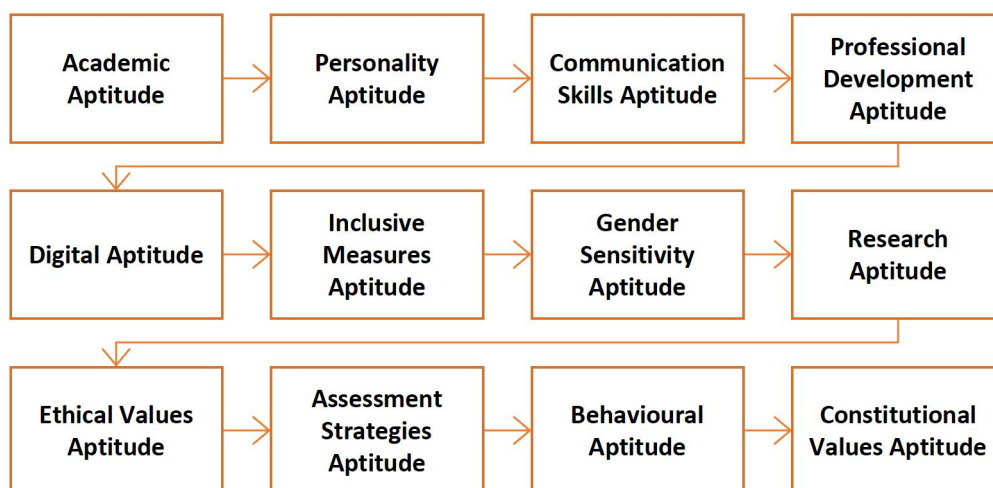 Academic
Aptitude
Personality
Aptitude
Communication
Skills Aptitude
Professional
Development
Aptitude
Digital Aptitude
Inclusive
Measures
Aptitude
Gender
Sensitivity
Aptitude
Research
Aptitude
Ethical Values
Aptitude
Assessment
Strategies
Aptitude
Behavioural
Aptitude
Constitutional
Values Aptitude